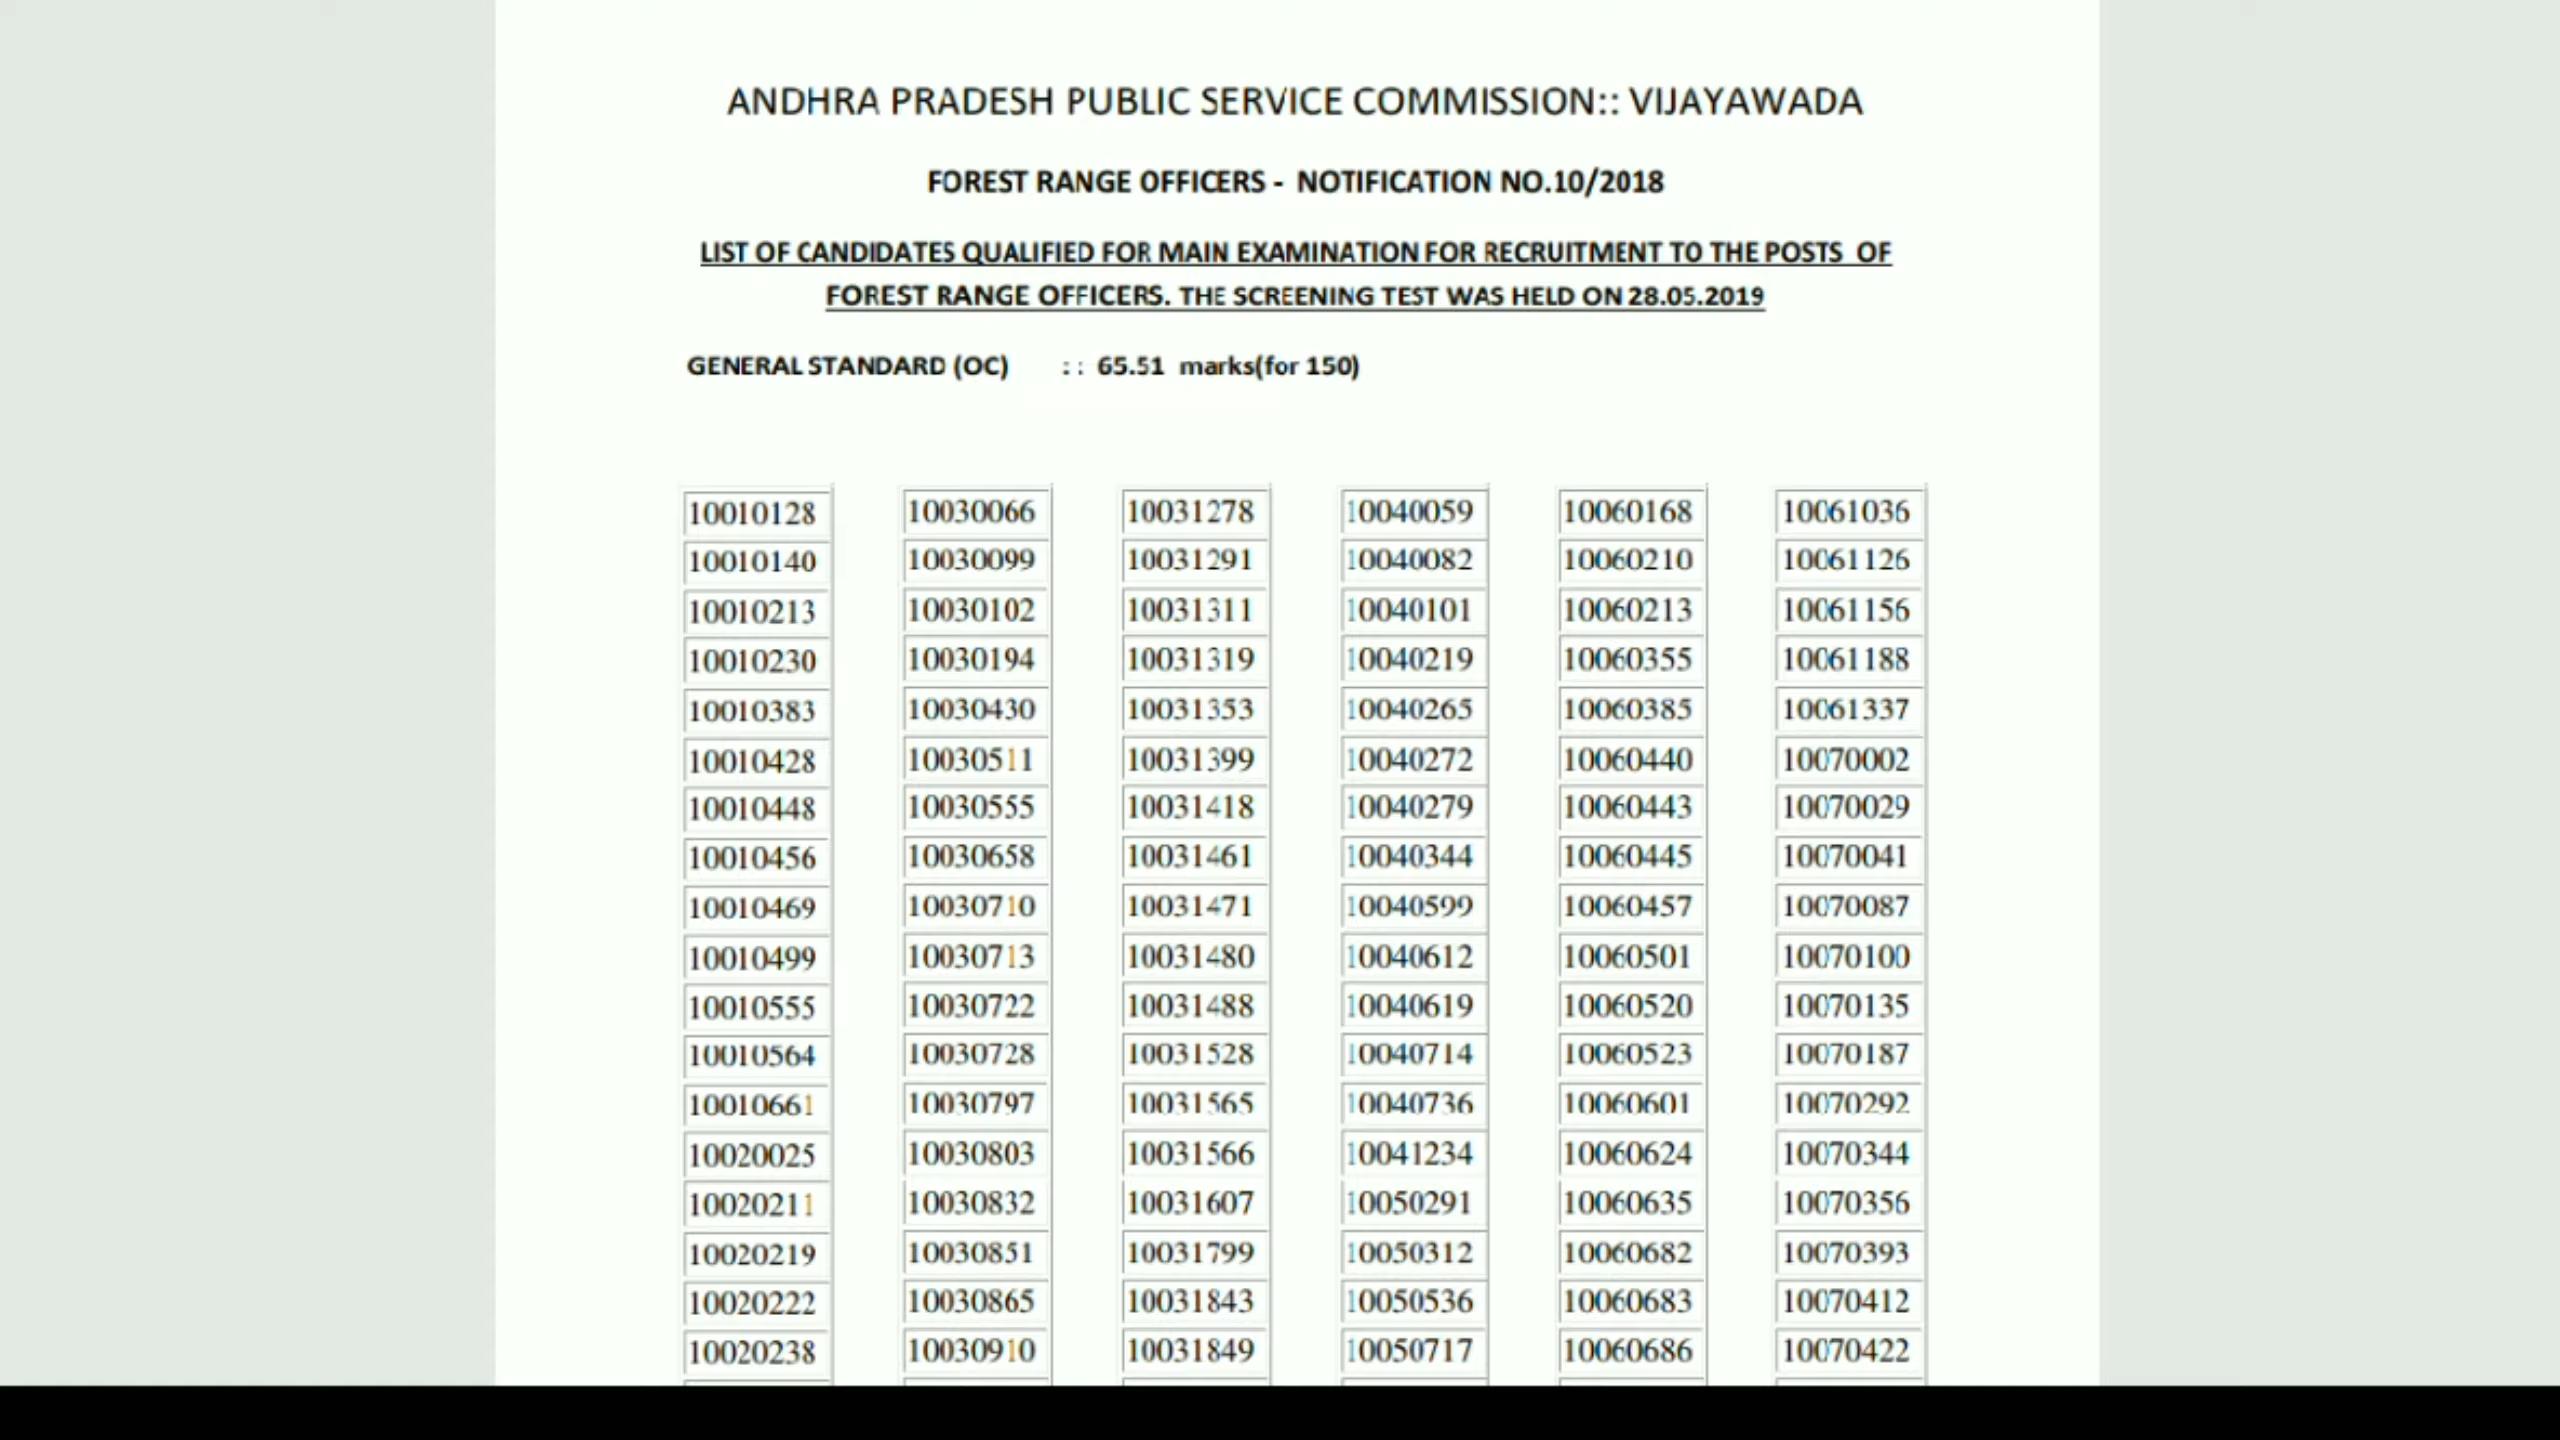 ANDHRA PRADESH PUBLIC SERVICE COMMISSION:: VIJAYAWADA
FOREST RANGE OFFICERS - NOTIFICATION NO.10/2018
LIST OF CANDIDATES QUALIFIED FOR MAIN EXAMINATION FOR RECRUITMENT TO THE POSTS OF
FOREST RANGE OFFICERS. THE SCREENING TEST WAS HELD ON 28.05.2019
GENERAL STANDARD (OC) :: 65.51 marks(for 150)
10010128 10030066 10031278 10040059 10060168 10061036
10010140 10030099 10031291 10040082 10060210 10061126
10010213 10030102 10031311 10040101 10060213 10061156
10010230 10030194 10031319 10040219 10060355 10061188
10010383 10030430 10031353 10040265 10060385 10061337
10010428 10030511 10031399 10040272 10060440 10070002
10010448 10030555 10031418 10040279 10060443 10070029
10010456 10030658 10031461 10040344 10060445 10070041
10010469 10030710 10031471 10040599 10060457 10070087
10010499 10030713 10031480 10040612 10060501 10070100
10010555 10030722 10031488 10040619 10060520 10070135
10010564 10030728 10031528 10040714 10060523 10070187
10010661 10030797 10031565 10040736 10060601 10070292
10020025 10030803 10031566 10041234 10060624 10070344
10020211 10030832 10031607 10050291 10060635 10070356
10020219 10030851 10031799 10050312 10060682 10070393
10020222 10030865 10031843 10050536 10060683 10070412
10020238 10030910 10031849 10050717 10060686 10070422